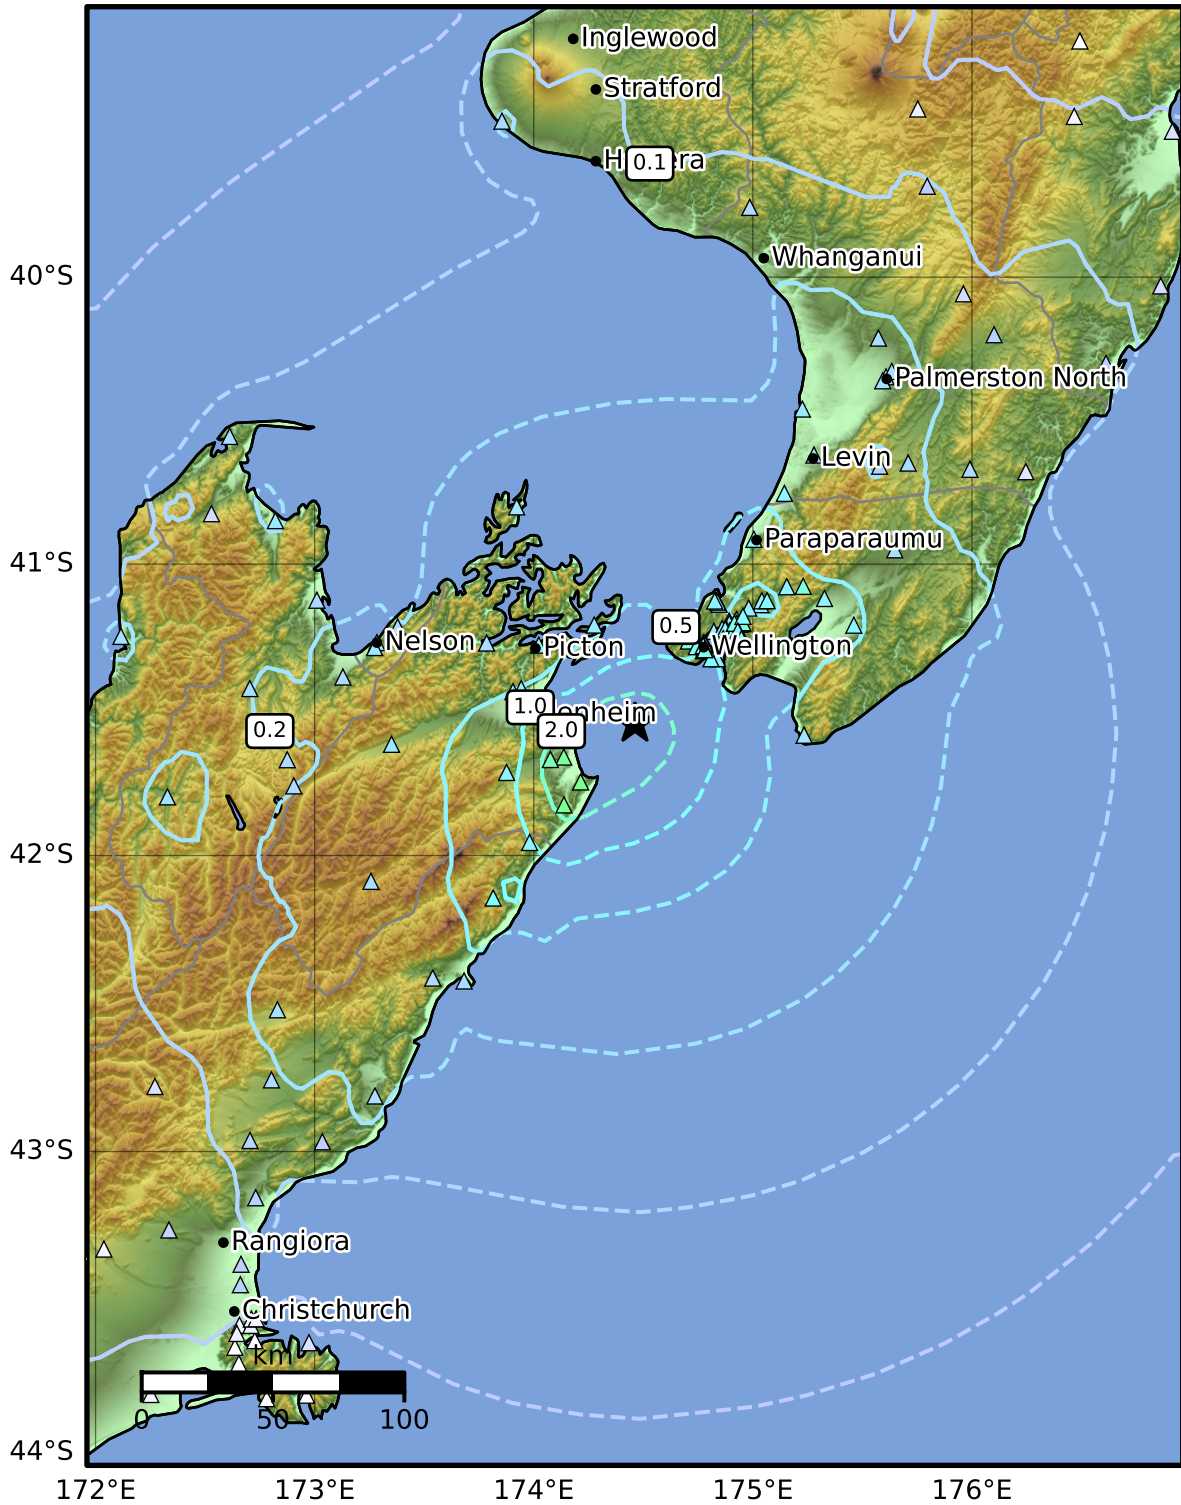 Inglewood
Stratford
0.1
Whanganui
40°S
Palmerston North
Levin
Paraparaumu
41°S
0.5
Nelson
Picton
Wellington
1.0
0.2
2.0
42°S
43°S
Rangiora
Christchurch
km
0 50 100
44°S
172°E 173°E 174°E 175°E 176°E